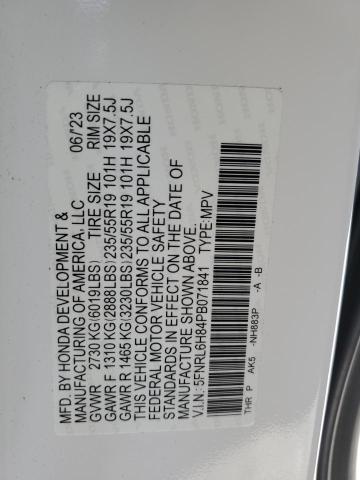 MFD. BY HONDA DEVELOPMENT &
MANUFACTURING OF AMERICA, LLC 06/23
GVWR 2730 KG(6019LBS) TIRE SIZE RIM SIZE
GAWR F 1310 KG(2888LBS)235/55R19 101H 19X7.5J
GAWR R 1465 KG(3230LBS)235/55R19 101H 19X7.5J
THIS VEHICLE CONFORMS TO ALL APPLICABLE
FEDERAL MOTOR VEHICLE SAFETY
STANDARDS IN EFFECT ON THE DATE OF
MANUFACTURE SHOWN ABOVE.
V.I.N.: 5FNRL6H84PB071841 TYPE: MPV
THR P AK5 -NH883P -A -B